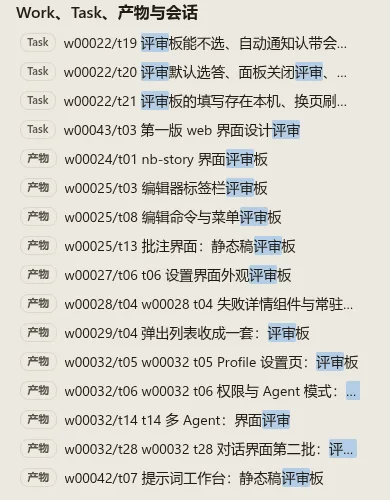 Work、Task、产物与会话
Task w00022/t19 评审板能不选、自动通知认带会…
Task w00022/t20 评审默认选答、面板关闭评审、…
Task w00022/t21 评审板的填写存在本机、换页刷…
Task w00043/t03 第一版 web 界面设计评审
产物 w00024/t01 nb-story 界面评审板
产物 w00025/t03 编辑器标签栏评审板
产物 w00025/t08 编辑命令与菜单评审板
产物 w00025/t13 批注界面：静态稿评审板
产物 w00027/t06 t06 设置界面外观评审板
产物 w00028/t04 w00028 t04 失败详情组件与常驻…
产物 w00029/t04 弹出列表收成一套：评审板
产物 w00032/t05 w00032 t05 Profile 设置页：评审板
产物 w00032/t06 w00032 t06 权限与 Agent 模式：…
产物 w00032/t14 t14 多 Agent：界面评审
产物 w00032/t28 w00032 t28 对话界面第二批：评…
产物 w00042/t07 提示词工作台：静态稿评审板